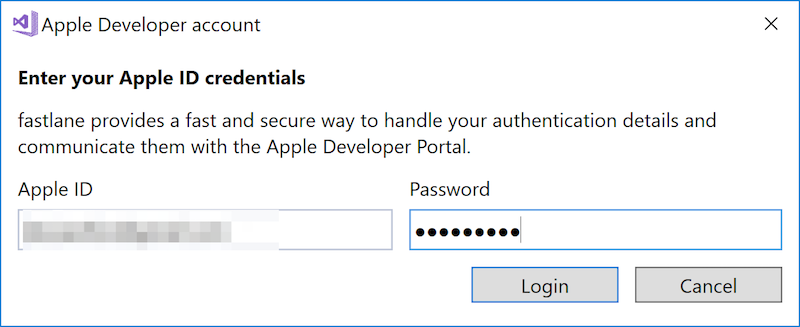 Apple Developer account
Enter your Apple ID credentials
fastlane provides a fast and secure way to handle your authentication details and
communicate them with the Apple Developer Portal.
Apple ID Password
●●●●●●●●●
Login Cancel